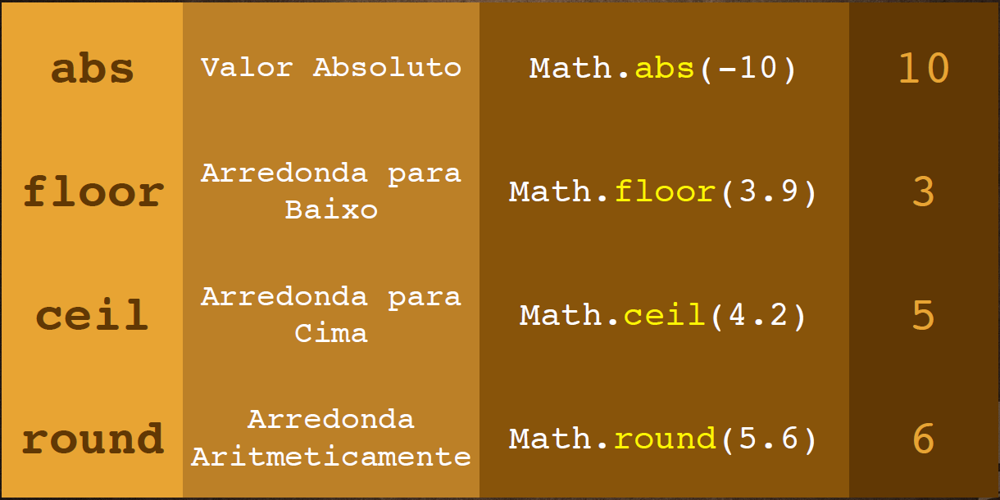 abs Valor Absoluto Math.abs(-10) 10
floor Arredonda para
Baixo Math.floor(3.9) 3
ceil Arredonda para
Cima Math.ceil(4.2) 5
round Arredonda
Aritmeticamente Math.round(5.6) 6